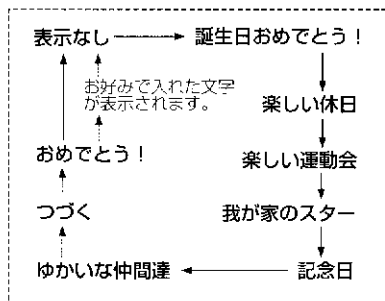 表示なし
誕生日おめでとう！
お好みで入れた文字
が表示されます。
楽しい休日
おめでとう！
楽しい運動会
つづく
我が家のスター
ゆかいな仲間達
記念日